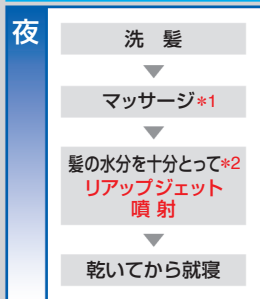 夜
洗 髪
マッサージ*1
髪の水分を十分とって*2
リアップジェット
噴 射
乾いてから就寝